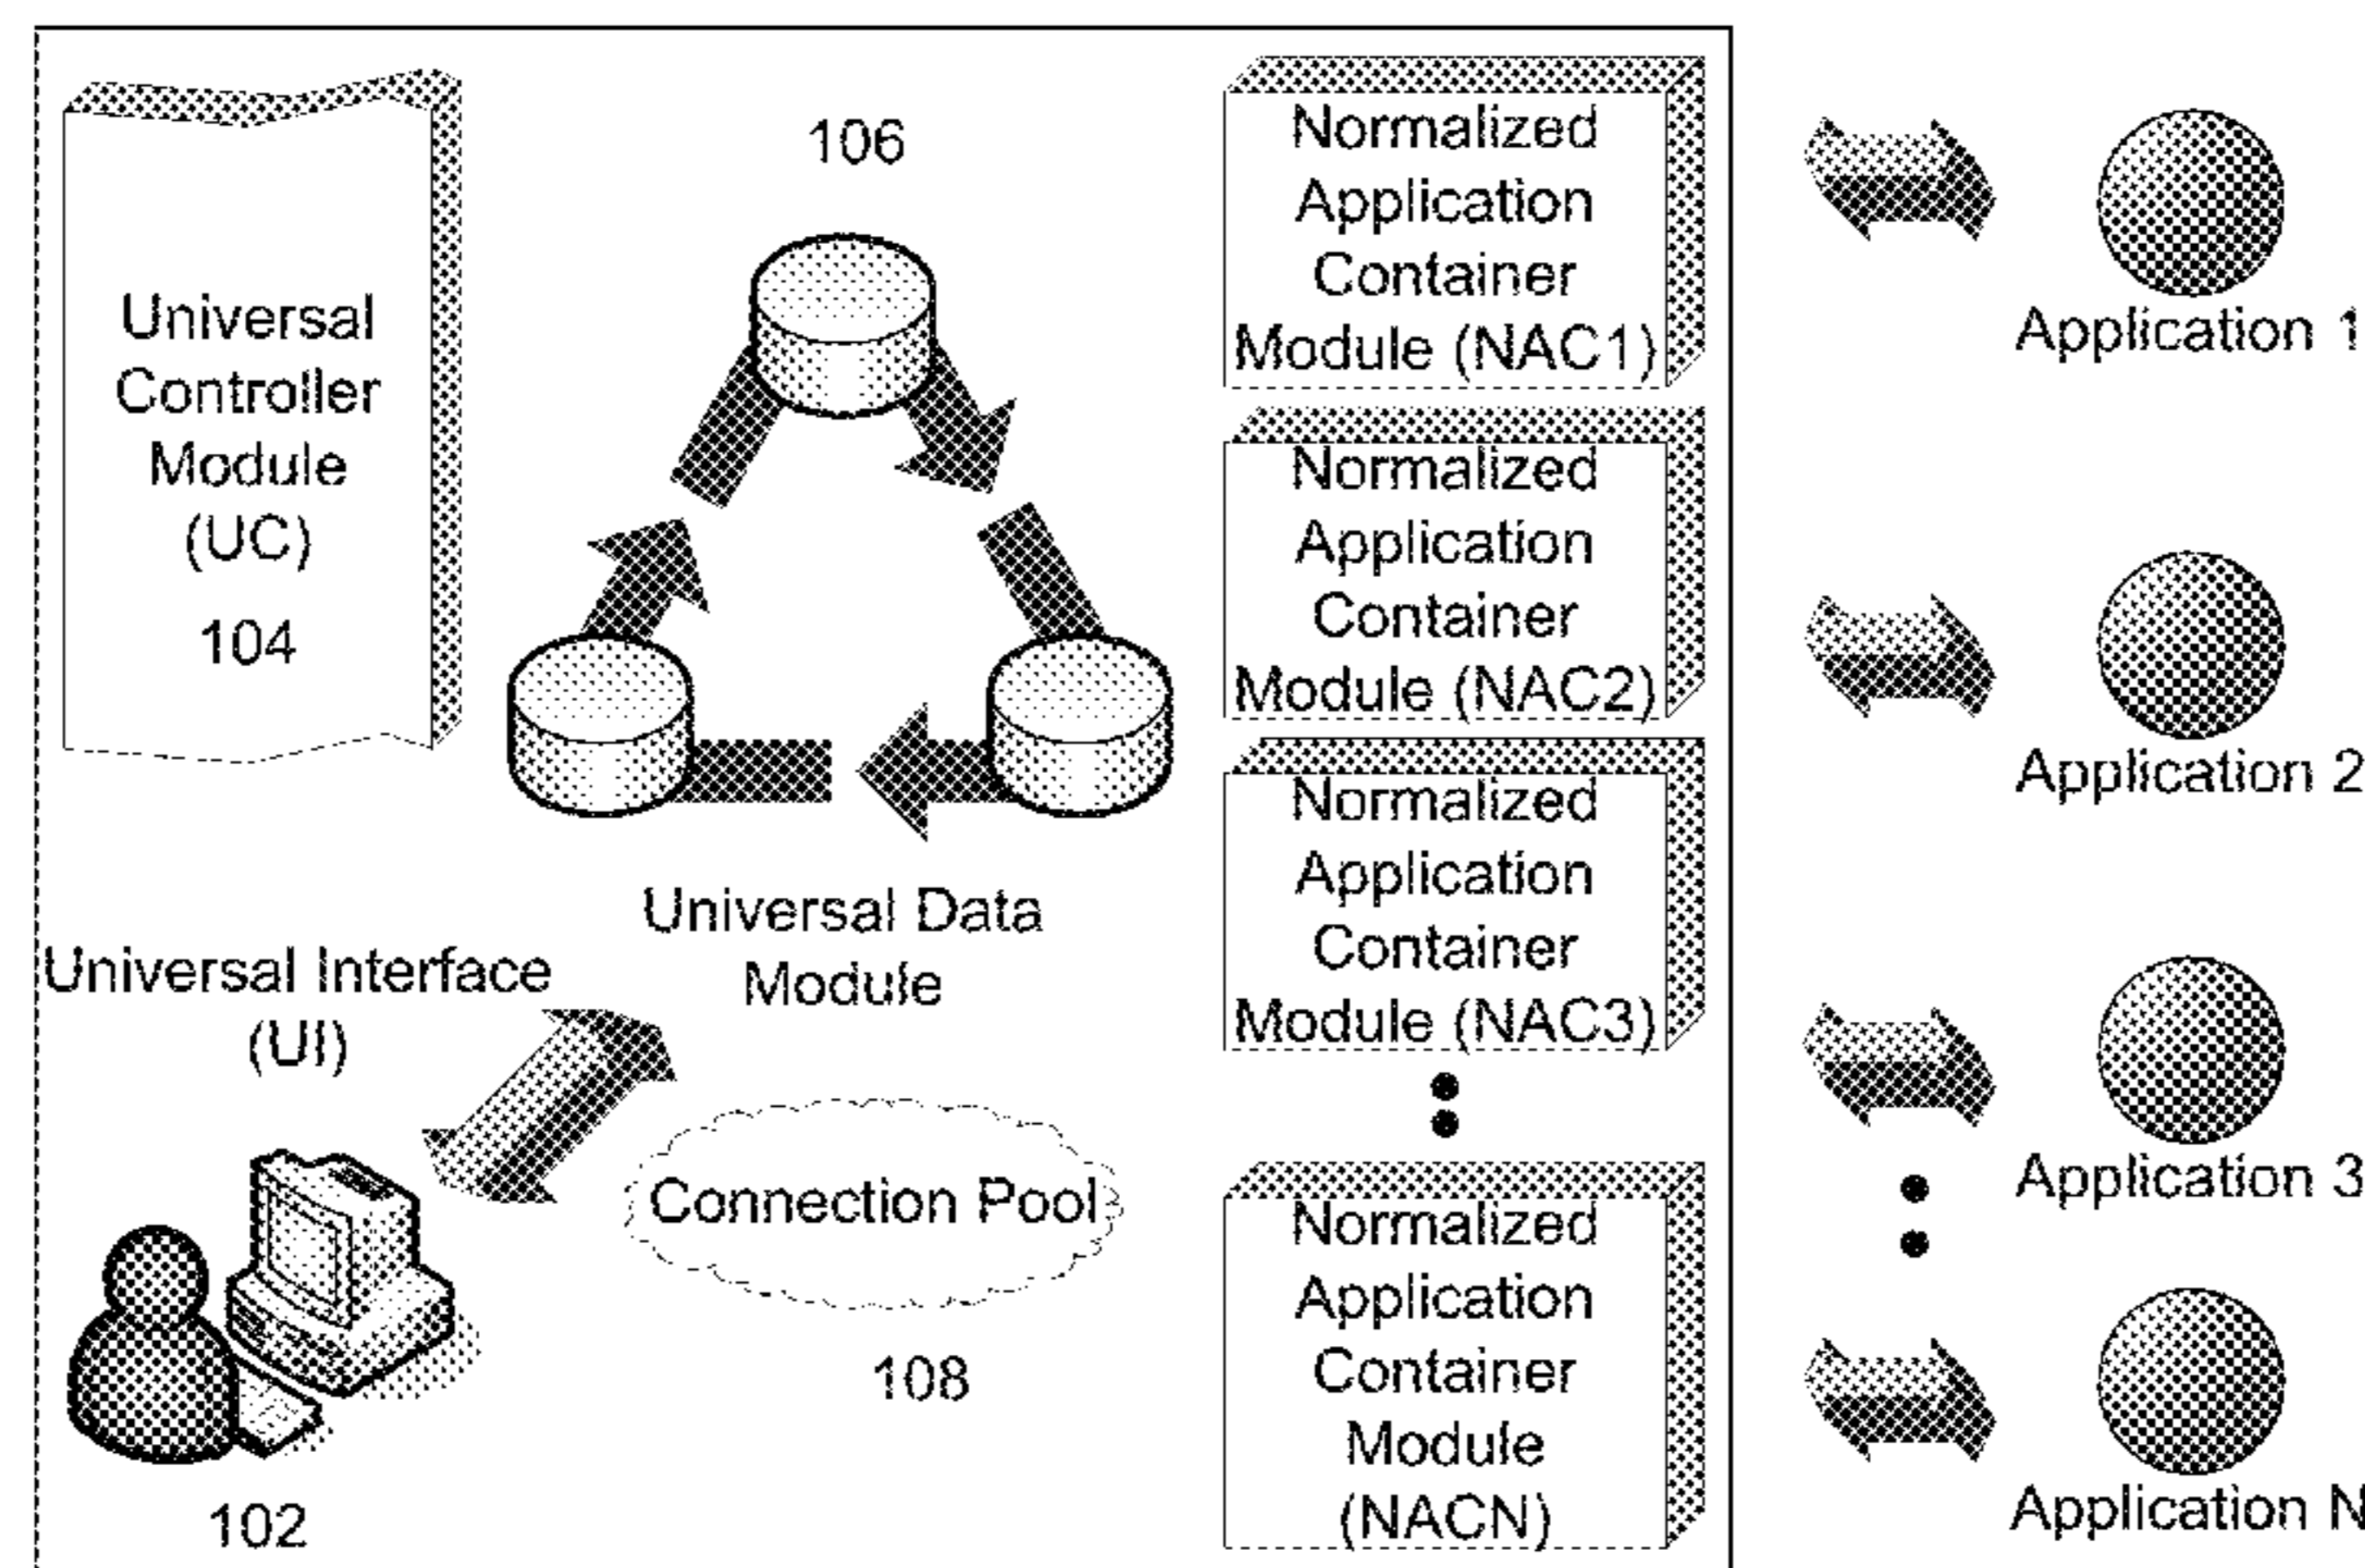 Universal
Controller
Module
(UC)
104
106
Universal Data
Module
Universal Interface
(UI)
102
Connection Pool
108
Normalized
Application
Container
Module (NAC1)
Normalized
Application
Container
Module (NAC2)
Normalized
Application
Container
Module (NAC3)
Normalized
Application
Container
Module
(NACN)
Application 1
Application 2
Application 3
Application N